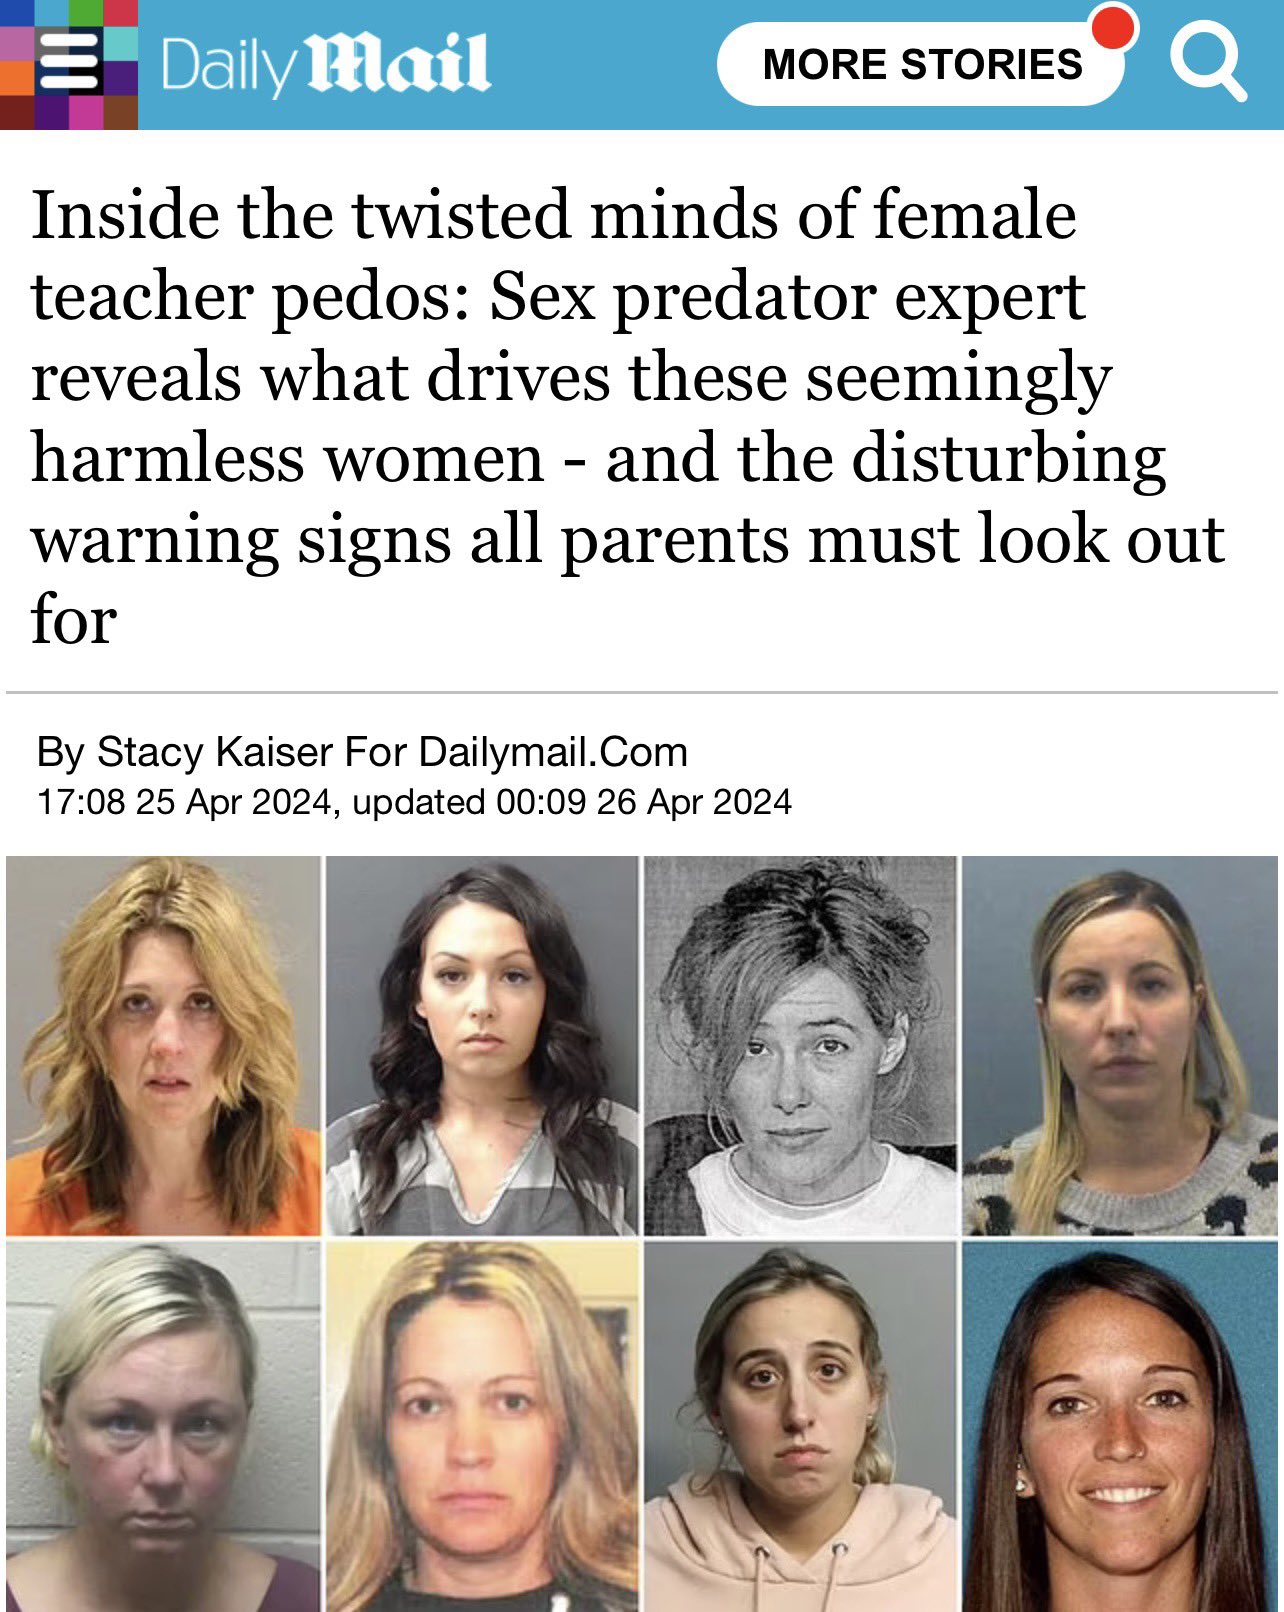 Daily Mail
MORE STORIES
Inside the twisted minds of female
teacher pedos: Sex predator expert
reveals what drives these seemingly
harmless women - and the disturbing
warning signs all parents must look out
for
By Stacy Kaiser For Dailymail.Com
17:08 25 Apr 2024, updated 00:09 26 Apr 2024